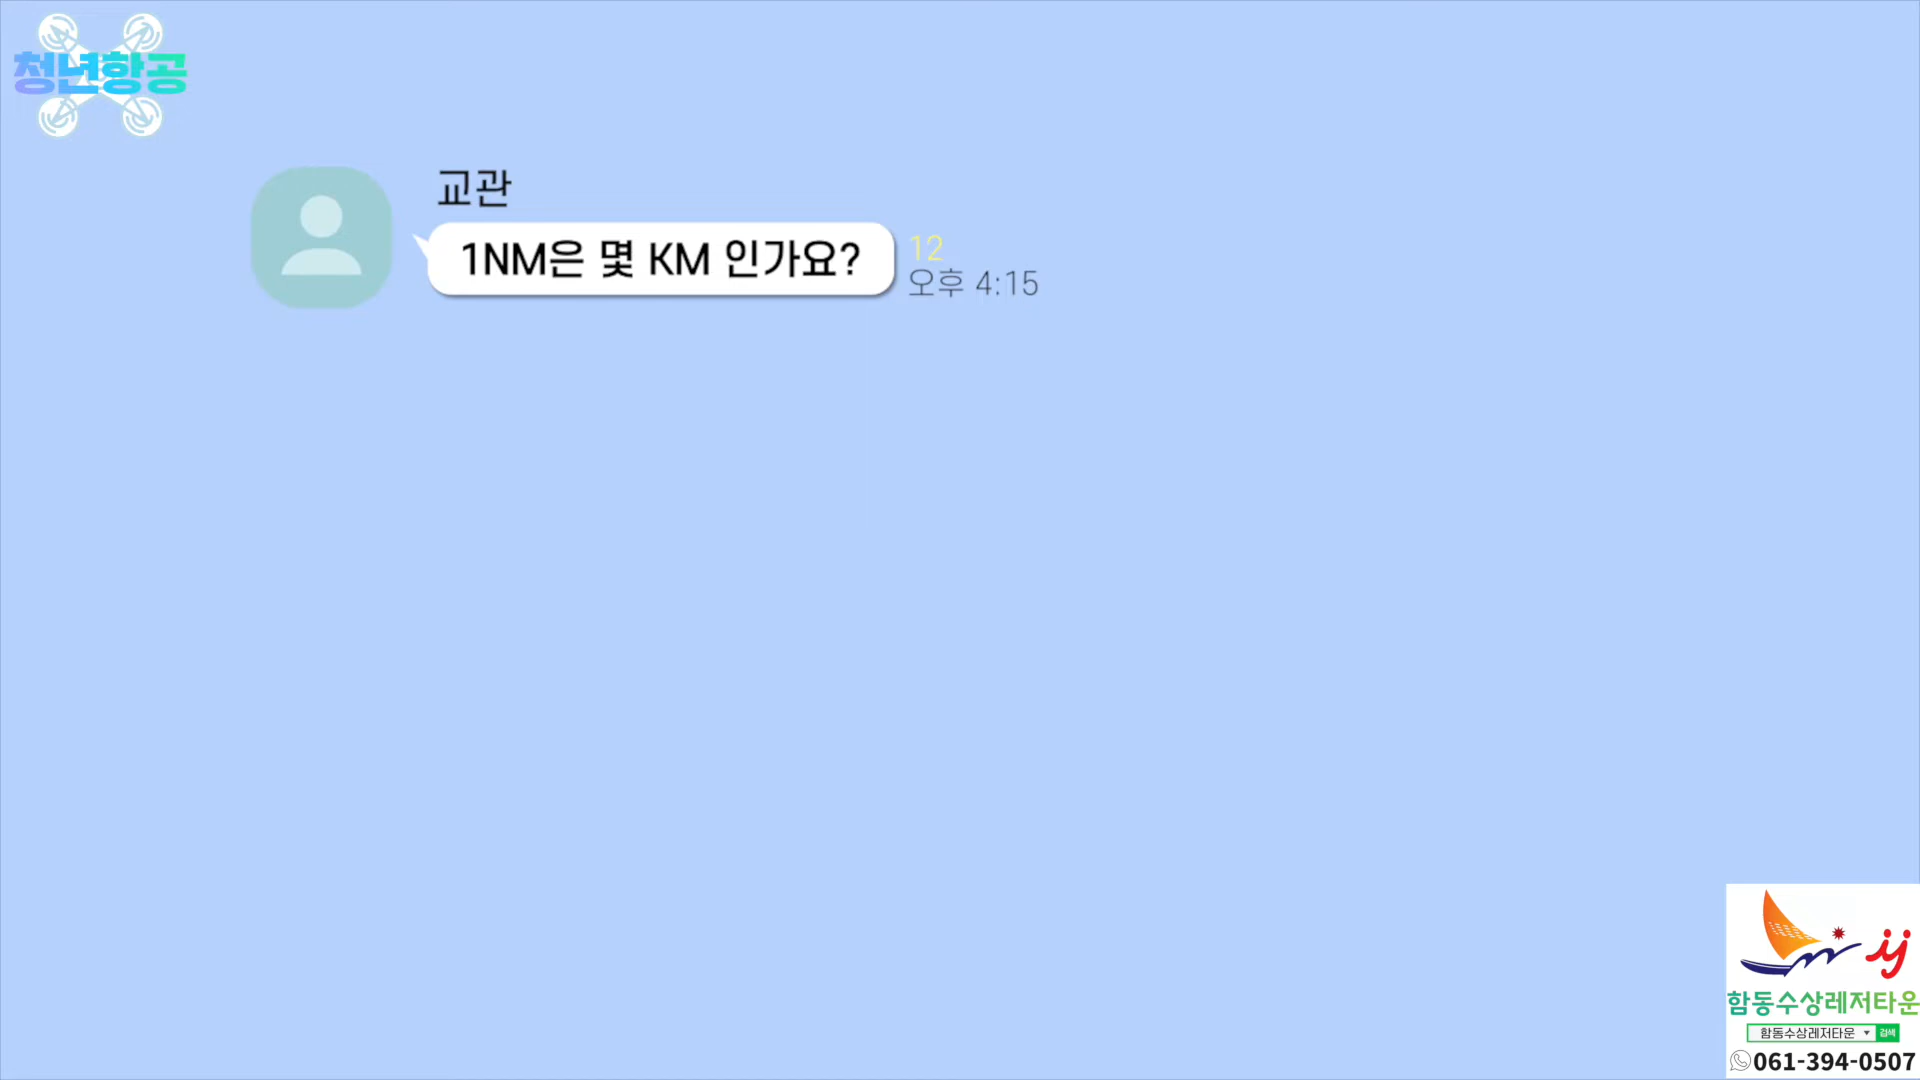 청년항공
교관
1NM은 몇 KM 인가요?
12
오후 4:15
ij
함동수상레저타운
함동수상레저타운 검색
061-394-0507